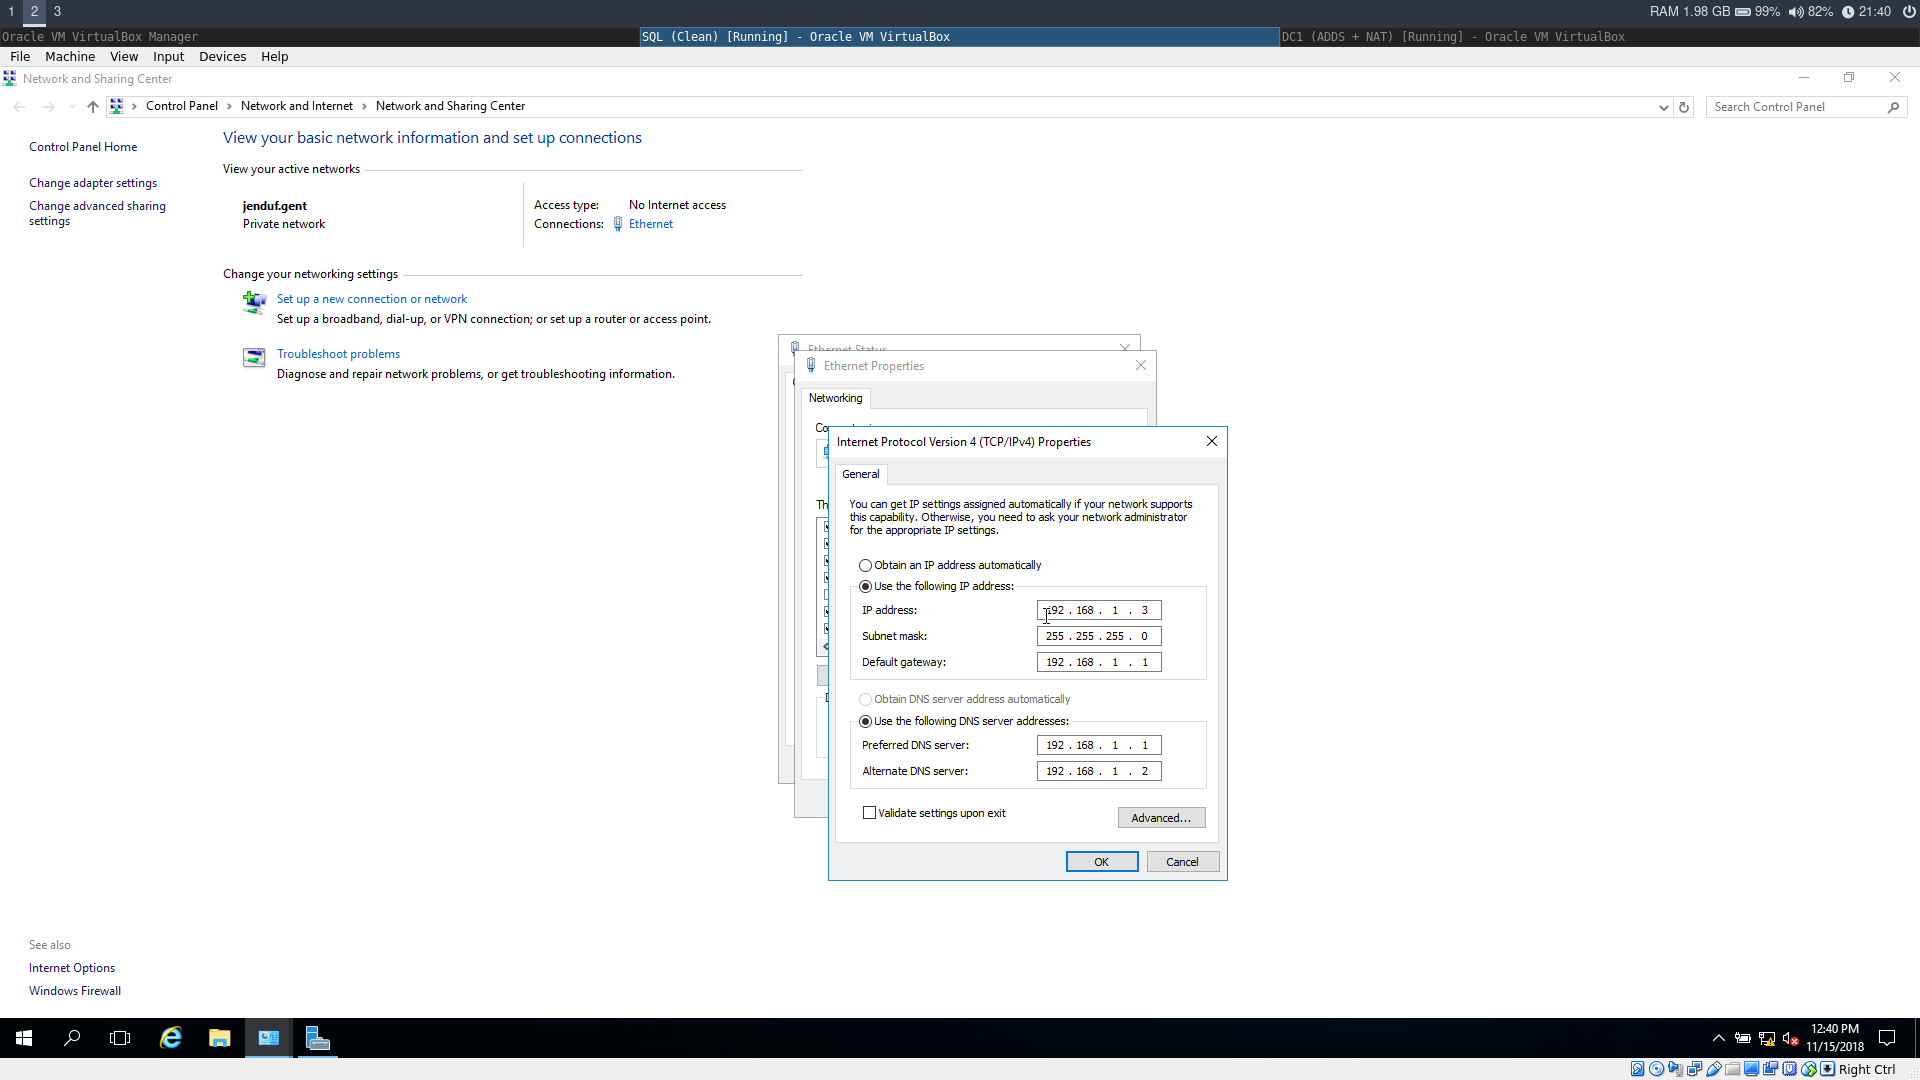 1 2 3
RAM 1.98 GB 99% 82% 21:40
Oracle VM VirtualBox Manager
SQL (Clean) [Running] - Oracle VM VirtualBox
DC1 (ADDS + NAT) [Running] - Oracle VM VirtualBox
File Machine View Input Devices Help
Network and Sharing Center
Control Panel > Network and Internet > Network and Sharing Center
Search Control Panel
Control Panel Home
Change adapter settings
Change advanced sharing
settings
View your basic network information and set up connections
View your active networks
jenduf.gent
Private network
Access type: No Internet access
Connections: Ethernet
Change your networking settings
Set up a new connection or network
Set up a broadband, dial-up, or VPN connection; or set up a router or access point.
Troubleshoot problems
Diagnose and repair network problems, or get troubleshooting information.
Ethernet Status
Ethernet Properties
Networking
Internet Protocol Version 4 (TCP/IPv4) Properties
General
You can get IP settings assigned automatically if your network supports
this capability. Otherwise, you need to ask your network administrator
for the appropriate IP settings.
Obtain an IP address automatically
Use the following IP address:
IP address: 192 . 168 . 1 . 3
Subnet mask: 255 . 255 . 255 . 0
Default gateway: 192 . 168 . 1 . 1
Obtain DNS server address automatically
Use the following DNS server addresses:
Preferred DNS server: 192 . 168 . 1 . 1
Alternate DNS server: 192 . 168 . 1 . 2
Validate settings upon exit
Advanced...
OK Cancel
See also
Internet Options
Windows Firewall
12:40 PM
11/15/2018
Right Ctrl